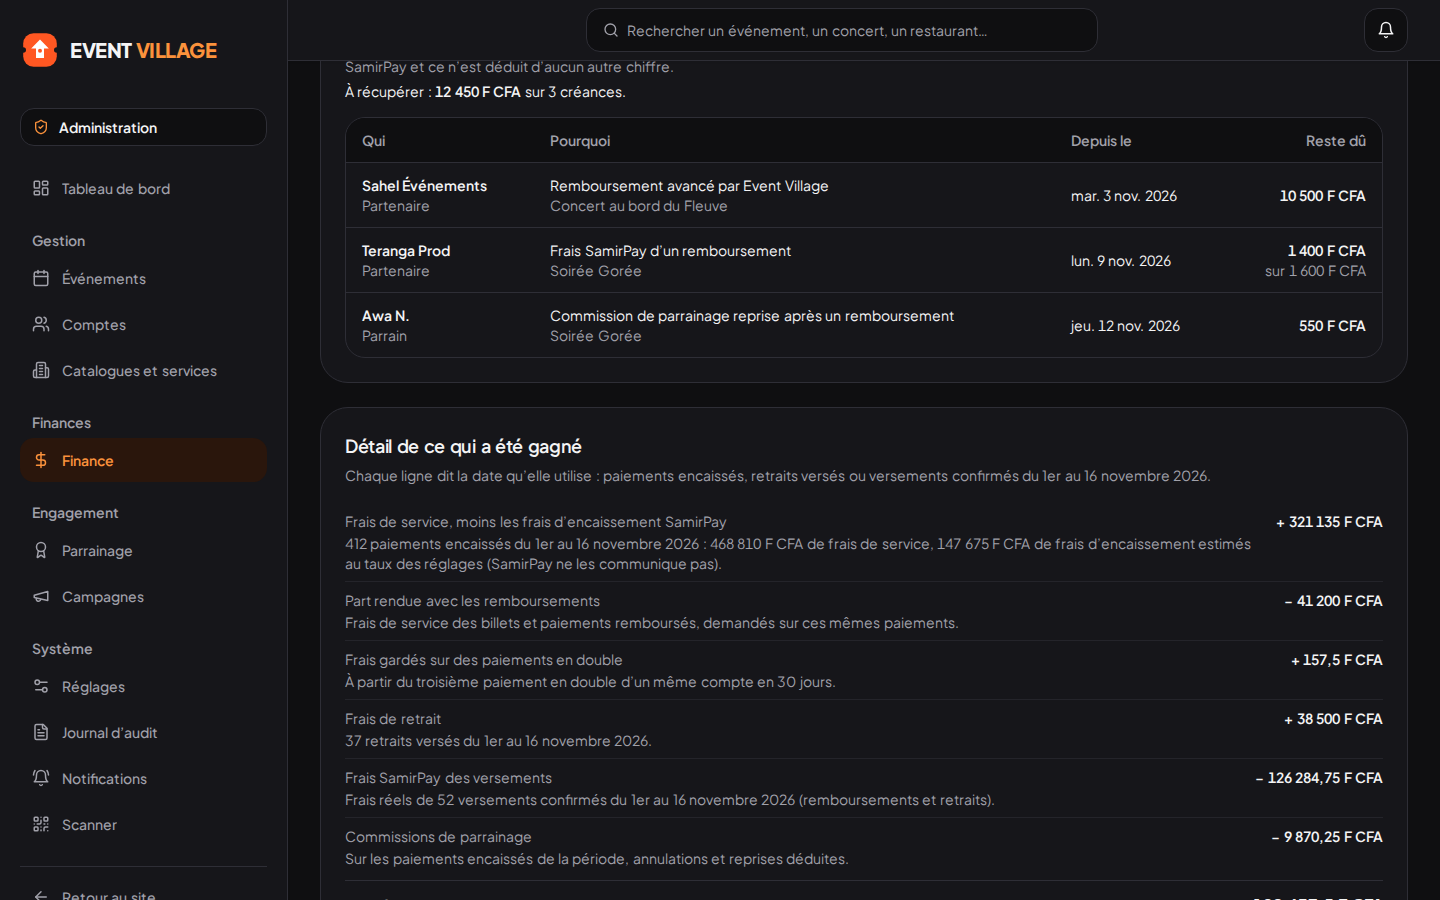 EVENT VILLAGE
Rechercher un événement, un concert, un restaurant...
Administration
Tableau de bord
Gestion
Événements
Comptes
Catalogues et services
Finances
Finance
Engagement
Parrainage
Campagnes
Système
Réglages
Journal d'audit
Notifications
Scanner
Retour au site
SamirPay et ce n'est déduit d'aucun autre chiffre.
À récupérer : 12 450 F CFA sur 3 créances.
Qui Pourquoi Depuis le Reste dû
Sahel Événements Remboursement avancé par Event Village mar. 3 nov. 2026 10 500 F CFA
Partenaire Concert au bord du Fleuve
Teranga Prod Frais SamirPay d'un remboursement lun. 9 nov. 2026 1 400 F CFA
Partenaire Soirée Gorée sur 1 600 F CFA
Awa N. Commission de parrainage reprise après un remboursement jeu. 12 nov. 2026 550 F CFA
Parrain Soirée Gorée
Détail de ce qui a été gagné
Chaque ligne dit la date qu'elle utilise : paiements encaissés, retraits versés ou versements confirmés du 1er au 16 novembre 2026.
Frais de service, moins les frais d'encaissement SamirPay + 321 135 F CFA
412 paiements encaissés du 1er au 16 novembre 2026 : 468 810 F CFA de frais de service, 147 675 F CFA de frais d'encaissement estimés
au taux des réglages (SamirPay ne les communique pas).
Part rendue avec les remboursements − 41 200 F CFA
Frais de service des billets et paiements remboursés, demandés sur ces mêmes paiements.
Frais gardés sur des paiements en double + 157,5 F CFA
À partir du troisième paiement en double d'un même compte en 30 jours.
Frais de retrait + 38 500 F CFA
37 retraits versés du 1er au 16 novembre 2026.
Frais SamirPay des versements − 126 284,75 F CFA
Frais réels de 52 versements confirmés du 1er au 16 novembre 2026 (remboursements et retraits).
Commissions de parrainage − 9 870,25 F CFA
Sur les paiements encaissés de la période, annulations et reprises déduites.